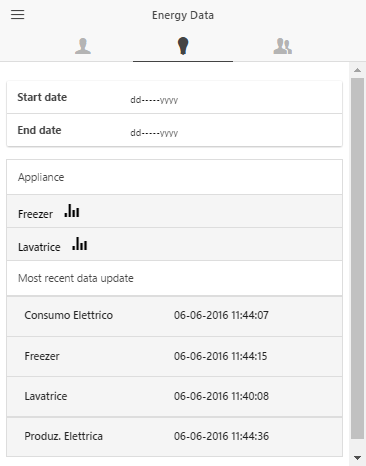 Energy Data
Start date dd-----yyyy
End date dd-----yyyy
Appliance
Freezer
Lavatrice
Most recent data update
Consumo Elettrico 06-06-2016 11:44:07
Freezer 06-06-2016 11:44:15
Lavatrice 06-06-2016 11:40:08
Produz. Elettrica 06-06-2016 11:44:36